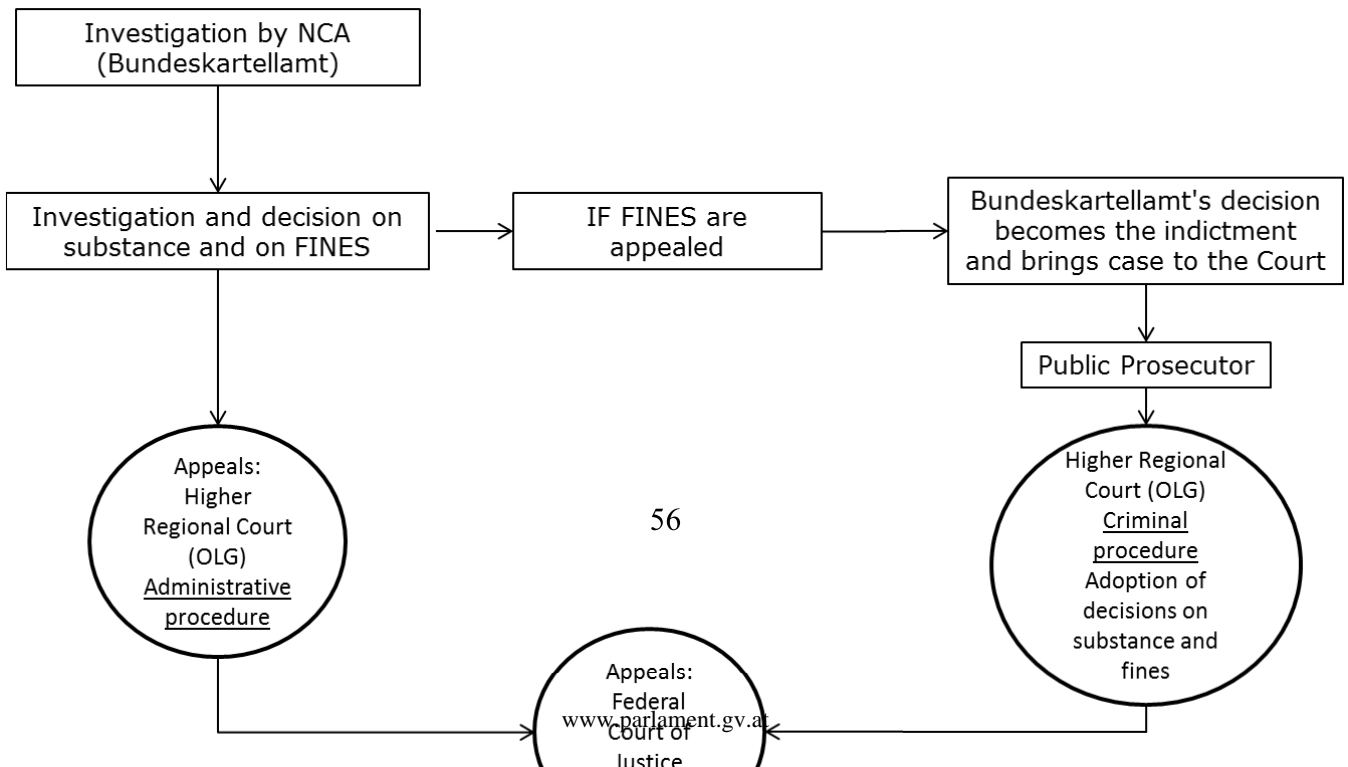 Investigation by NCA
(Bundeskartellamt)
Investigation and decision on
substance and on FINES
IF FINES are
appealed
Bundeskartellamt's decision
becomes the indictment
and brings case to the Court
Public Prosecutor
Appeals:
Higher
Regional Court
(OLG)
Administrative
procedure
56
Higher Regional
Court (OLG)
Criminal
procedure
Adoption of
decisions on
substance and
fines
Appeals:
Federal
www.parlament.gv.at
Court of
Justice